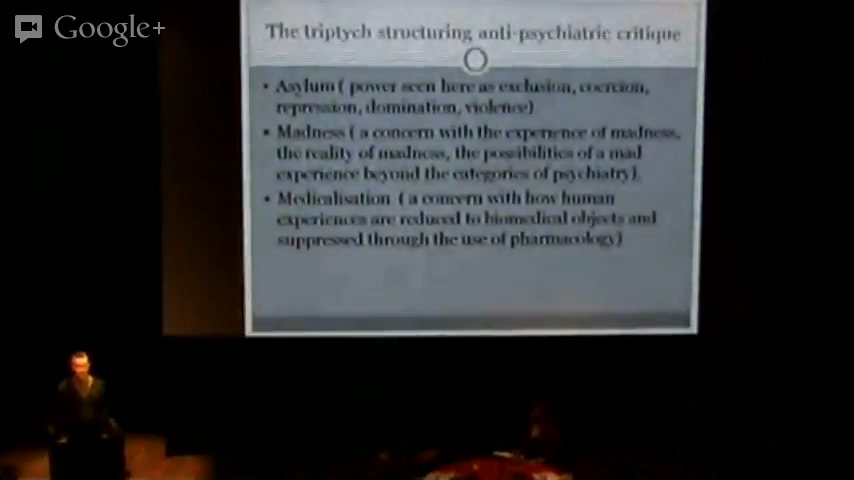 Google+
The triptych structuring anti-psychiatric critique
• Asylum ( power seen here as exclusion, coercion,
repression, domination, violence)
• Madness ( a concern with the experience of madness,
the reality of madness, the possibilities of a mad
experience beyond the categories of psychiatry)
• Medicalisation ( a concern with how human
experiences are reduced to biomedical objects and
suppressed through the use of pharmacology)